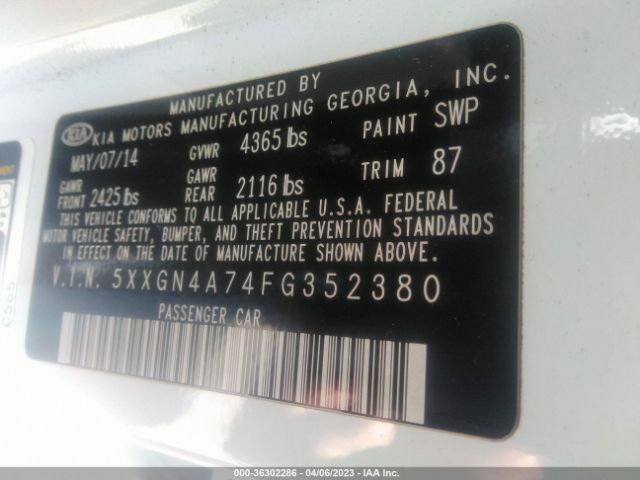 MANUFACTURED BY
KIA KIA MOTORS MANUFACTURING GEORGIA, INC.
MAY/07/14 GVWR 4365 lbs PAINT SWP
GAWR FRONT 2425 lbs GAWR REAR 2116 lbs TRIM 87
THIS VEHICLE CONFORMS TO ALL APPLICABLE U.S.A. FEDERAL
MOTOR VEHICLE SAFETY, BUMPER, AND THEFT PREVENTION STANDARDS
IN EFFECT ON THE DATE OF MANUFACTURE SHOWN ABOVE.
V.I.N. 5XXGN4A74FG352380
PASSENGER CAR
000-36302286 - 04/06/2023 - IAA Inc.